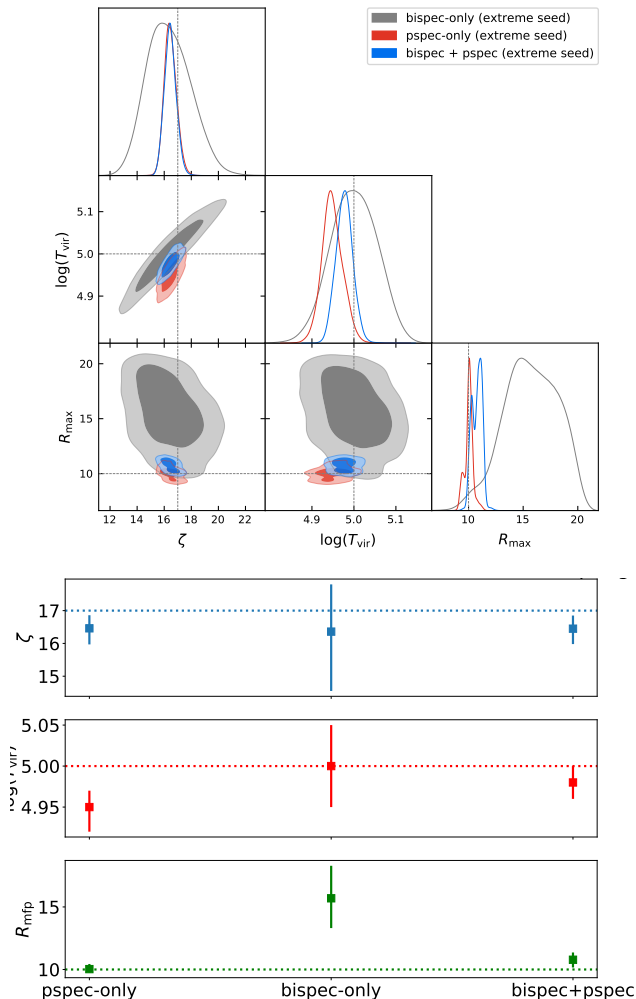 bispec-only (extreme seed)
pspec-only (extreme seed)
bispec + pspec (extreme seed)
5.1
5.0
4.9
log(T_vir)
20
15
10
R_max
12 14 16 18 20 22
ζ
4.9 5.0 5.1
log(T_vir)
10 15 20
R_max
17
16
15
ζ
5.05
5.00
4.95
log(T_vir)
15
10
R_mfp
pspec-only bispec-only bispec+pspec